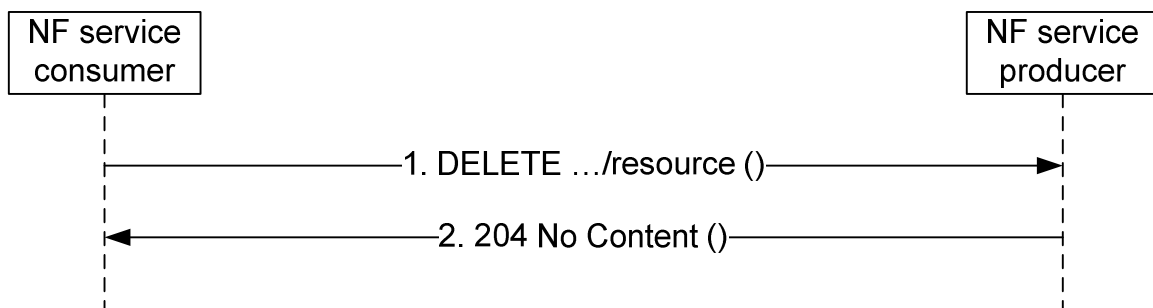 NF service
consumer
NF service
producer
1. DELETE …/resource ()
2. 204 No Content ()